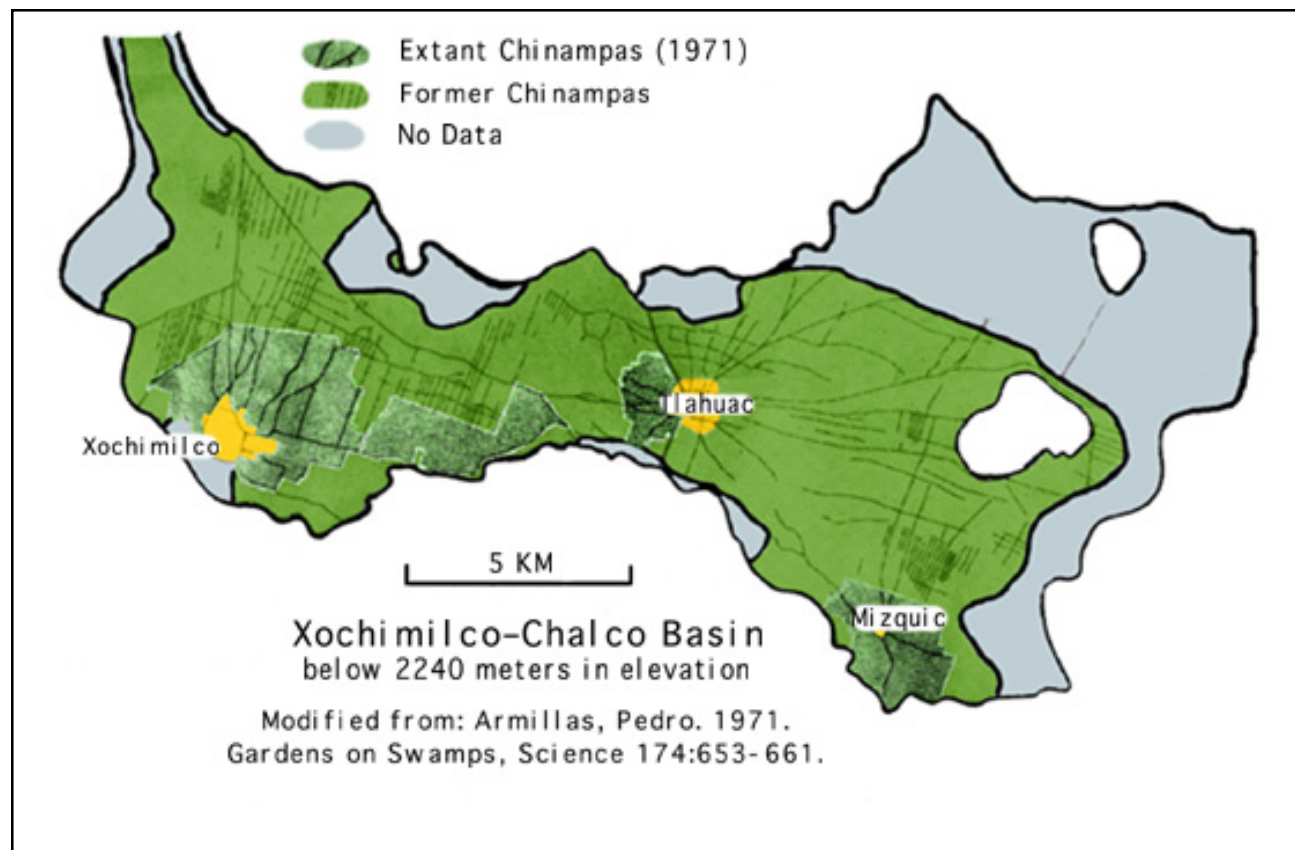 Extant Chinampas (1971)
Former Chinampas
No Data
Tlahuac
Xochimilco
5 KM
Mizquic
Xochimilco-Chalco Basin
below 2240 meters in elevation
Modified from: Armillas, Pedro. 1971.
Gardens on Swamps, Science 174:653-661.